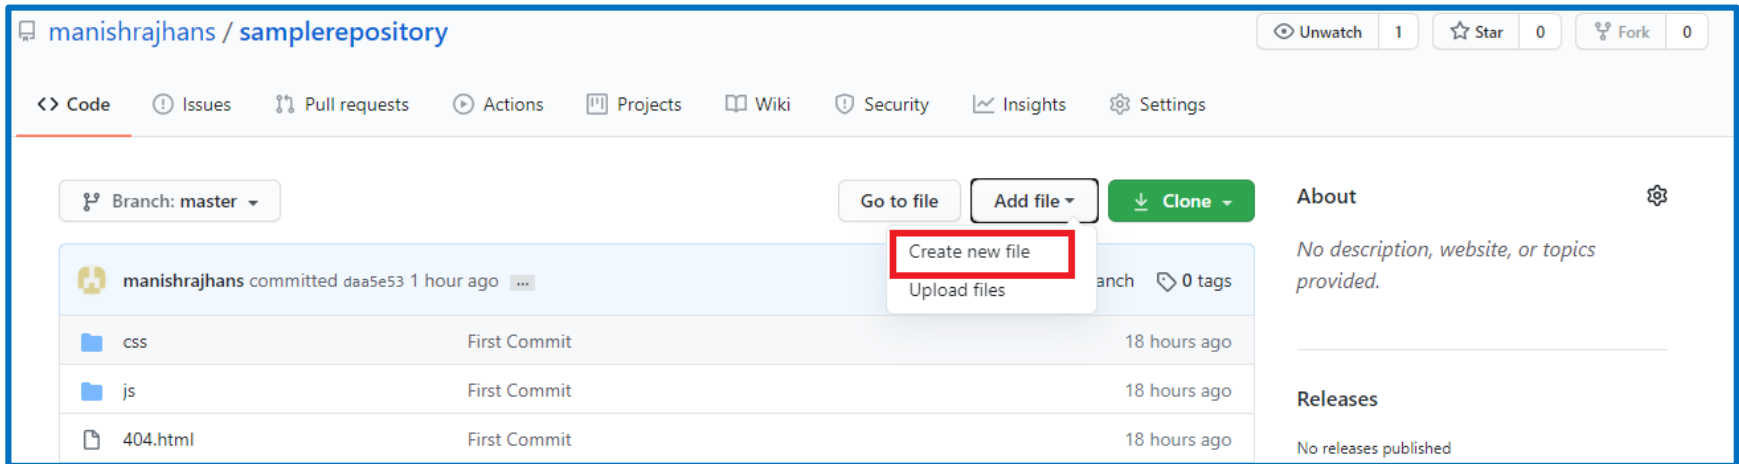 manishrajhans / samplerepository
Unwatch 1 Star 0 Fork 0
Code Issues Pull requests Actions Projects Wiki Security Insights Settings
Branch: master Go to file Add file Clone
Create new file
Upload files
manishrajhans committed daa5e53 1 hour ago ... anch 0 tags
css First Commit 18 hours ago
js First Commit 18 hours ago
404.html First Commit 18 hours ago
About
No description, website, or topics
provided.
Releases
No releases published